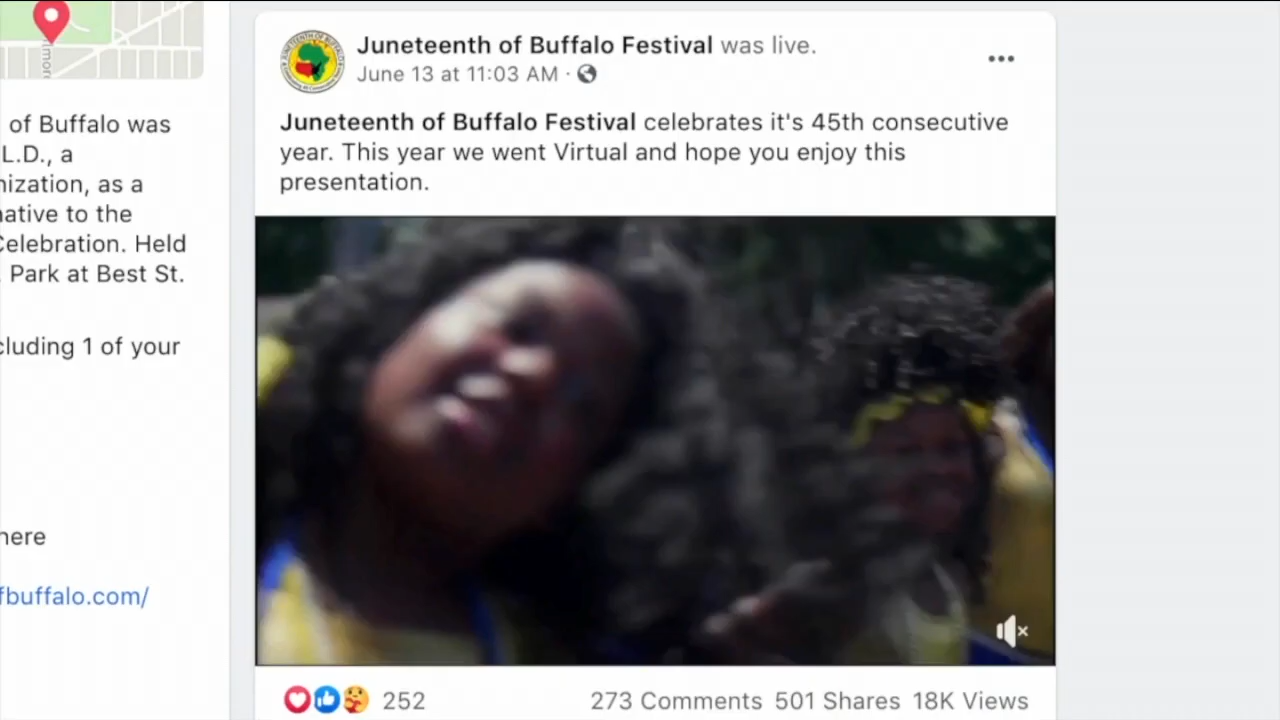 of Buffalo was
L.D., a
nization, as a
native to the
Celebration. Held
Park at Best St.
cluding 1 of your
here
fbuffalo.com/
Juneteenth of Buffalo Festival was live.
June 13 at 11:03 AM ·
Juneteenth of Buffalo Festival celebrates it's 45th consecutive
year. This year we went Virtual and hope you enjoy this
presentation.
252
273 Comments 501 Shares 18K Views